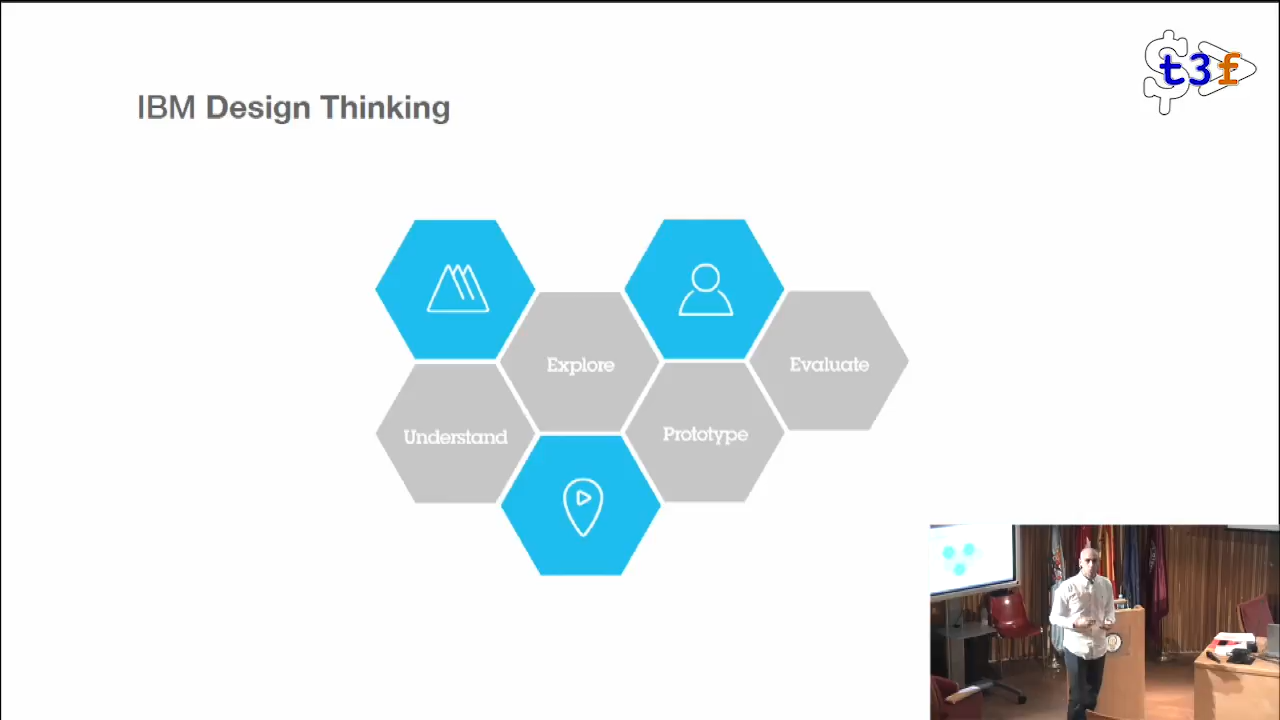 t3f
IBM Design Thinking
Explore
Evaluate
Understand
Prototype